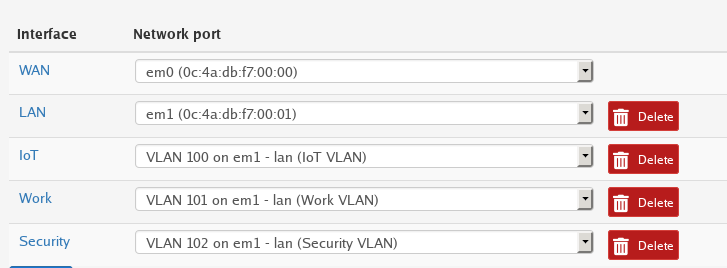 Interface Network port
WAN em0 (0c:4a:db:f7:00:00)
LAN em1 (0c:4a:db:f7:00:01) Delete
IoT VLAN 100 on em1 - lan (IoT VLAN) Delete
Work VLAN 101 on em1 - lan (Work VLAN) Delete
Security VLAN 102 on em1 - lan (Security VLAN) Delete